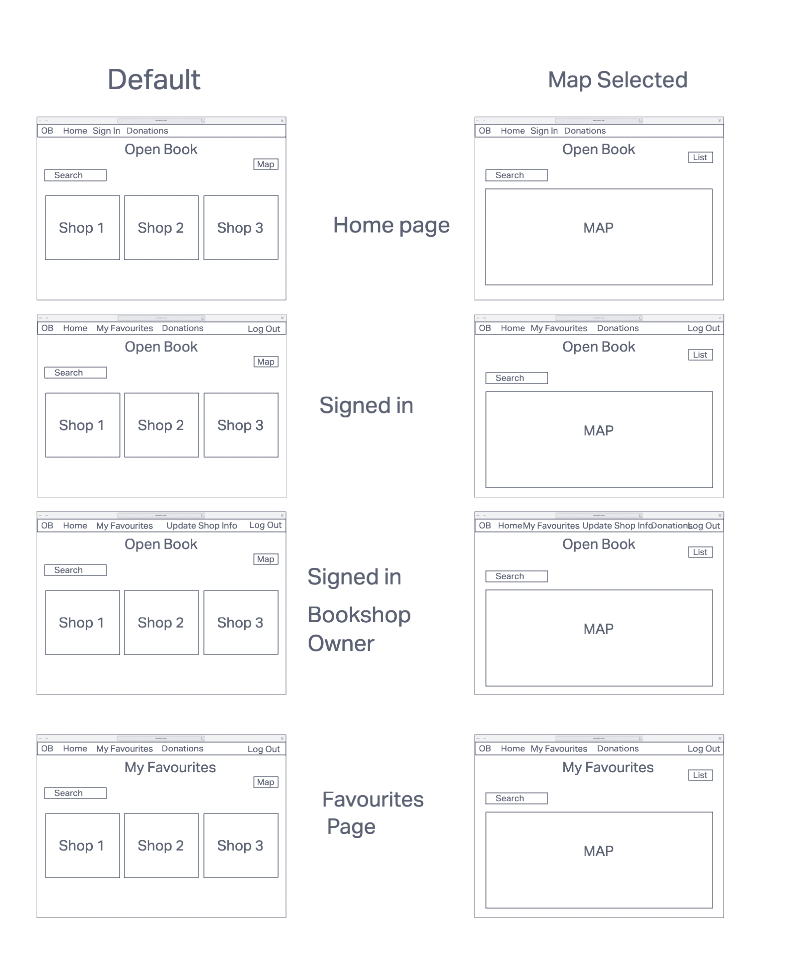 Default
Map Selected
OB Home Sign In Donations
Open Book
Map
Search
Shop 1 Shop 2 Shop 3
Home page
OB Home Sign In Donations
Open Book
List
Search
MAP
OB Home My Favourites Donations Log Out
Open Book
Map
Search
Shop 1 Shop 2 Shop 3
Signed in
OB Home My Favourites Donations Log Out
Open Book
List
Search
MAP
OB Home My Favourites Update Shop Info Log Out
Open Book
Map
Search
Shop 1 Shop 2 Shop 3
Signed in
Bookshop
Owner
OB Home My Favourites Update Shop Info Donations Log Out
Open Book
List
Search
MAP
OB Home My Favourites Donations Log Out
My Favourites
Map
Search
Shop 1 Shop 2 Shop 3
Favourites
Page
OB Home My Favourites Donations Log Out
My Favourites
List
Search
MAP